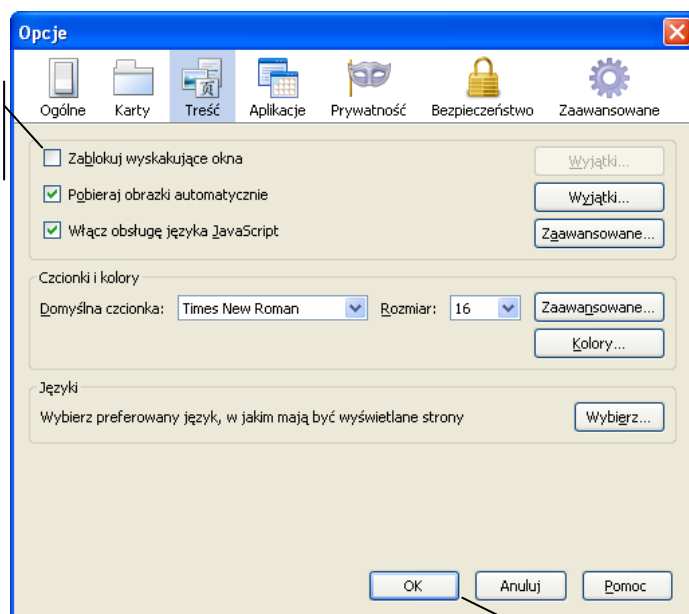 Opcje
Ogólne Karty Treść Aplikacje Prywatność Bezpieczeństwo Zaawansowane
Zablokuj wyskakujące okna Wyjątki...
Pobieraj obrazki automatycznie Wyjątki...
Włącz obsługę języka JavaScript Zaawansowane...
Czcionki i kolory
Domyślna czcionka: Times New Roman Rozmiar: 16 Zaawansowane...
Kolory...
Języki
Wybierz preferowany język, w jakim mają być wyświetlane strony Wybierz...
OK Anuluj Pomoc